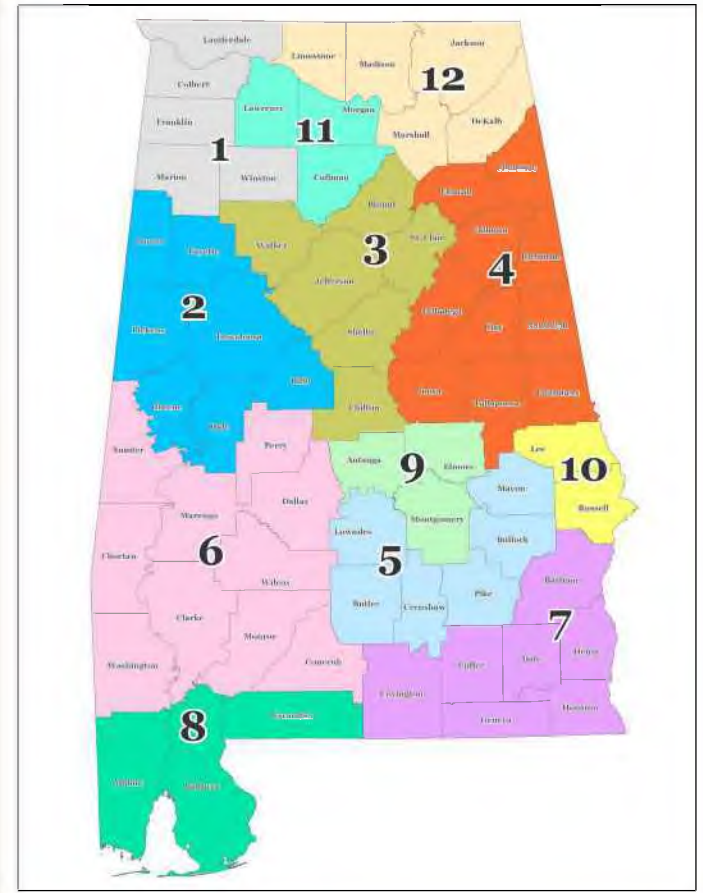 Lauderdale
Limestone
Madison
Jackson
12
Colbert
Lawrence
Morgan
Franklin
11
Marshall
DeKalb
1
Marion
Winston
Cullman
Cherokee
Etowah
Blount
Walker
3
St. Clair
Calhoun
Lamar
Fayette
Cleburne
4
Jefferson
2
Talladega
Pickens
Tuscaloosa
Shelby
Clay
Randolph
Bibb
Coosa
Tallapoosa
Chambers
Greene
Chilton
Hale
Sumter
Perry
Autauga
9
Elmore
Lee
10
Macon
Dallas
Russell
Marengo
Lowndes
Montgomery
Choctaw
6
5
Bullock
Wilcox
Barbour
Butler
Crenshaw
Pike
Clarke
7
Monroe
Washington
Conecuh
Coffee
Dale
Henry
Covington
Houston
8
Escambia
Geneva
Mobile
Baldwin